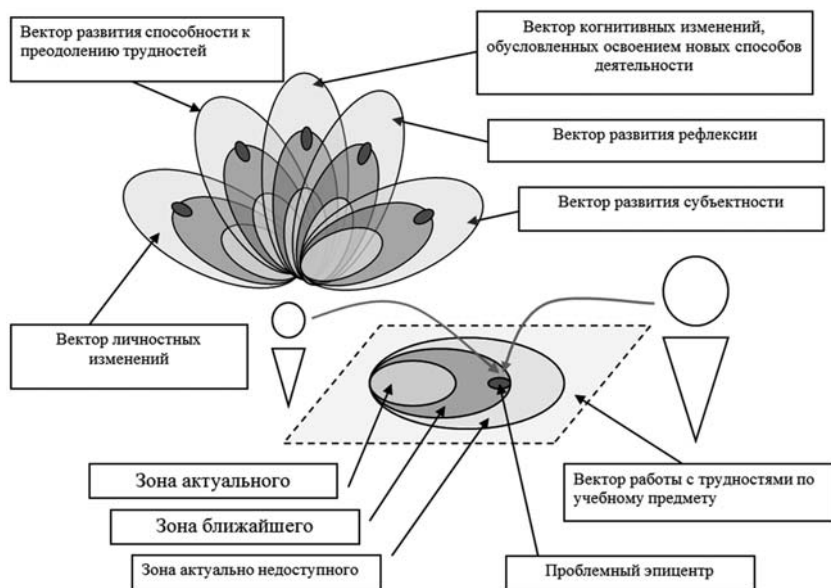 Вектор развития способности к
преодолению трудностей
Вектор когнитивных изменений,
обусловленных освоением новых способов
деятельности
Вектор развития рефлексии
Вектор развития субъектности
Вектор личностных
изменений
Зона актуального
Зона ближайшего
Зона актуально недоступного
Вектор работы с трудностями по
учебному предмету
Проблемный эпицентр